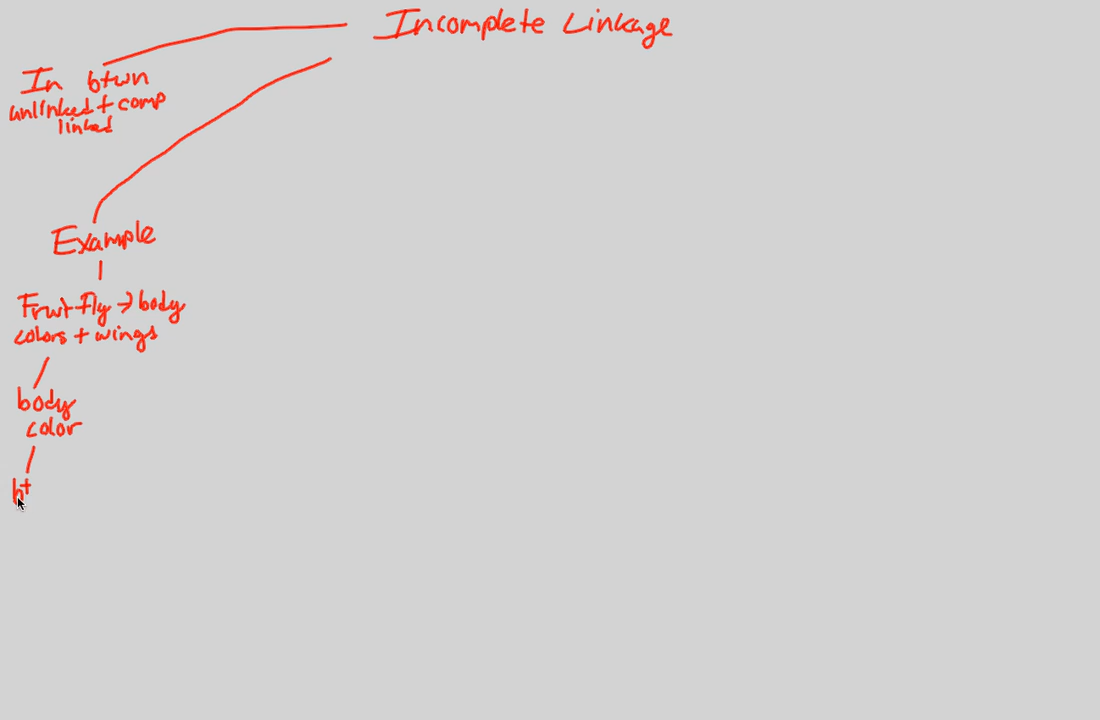 Incomplete Linkage
In btwn
unlinked + comp
linked
Example
Fruit Fly → body
colors + wings
body
color
b+